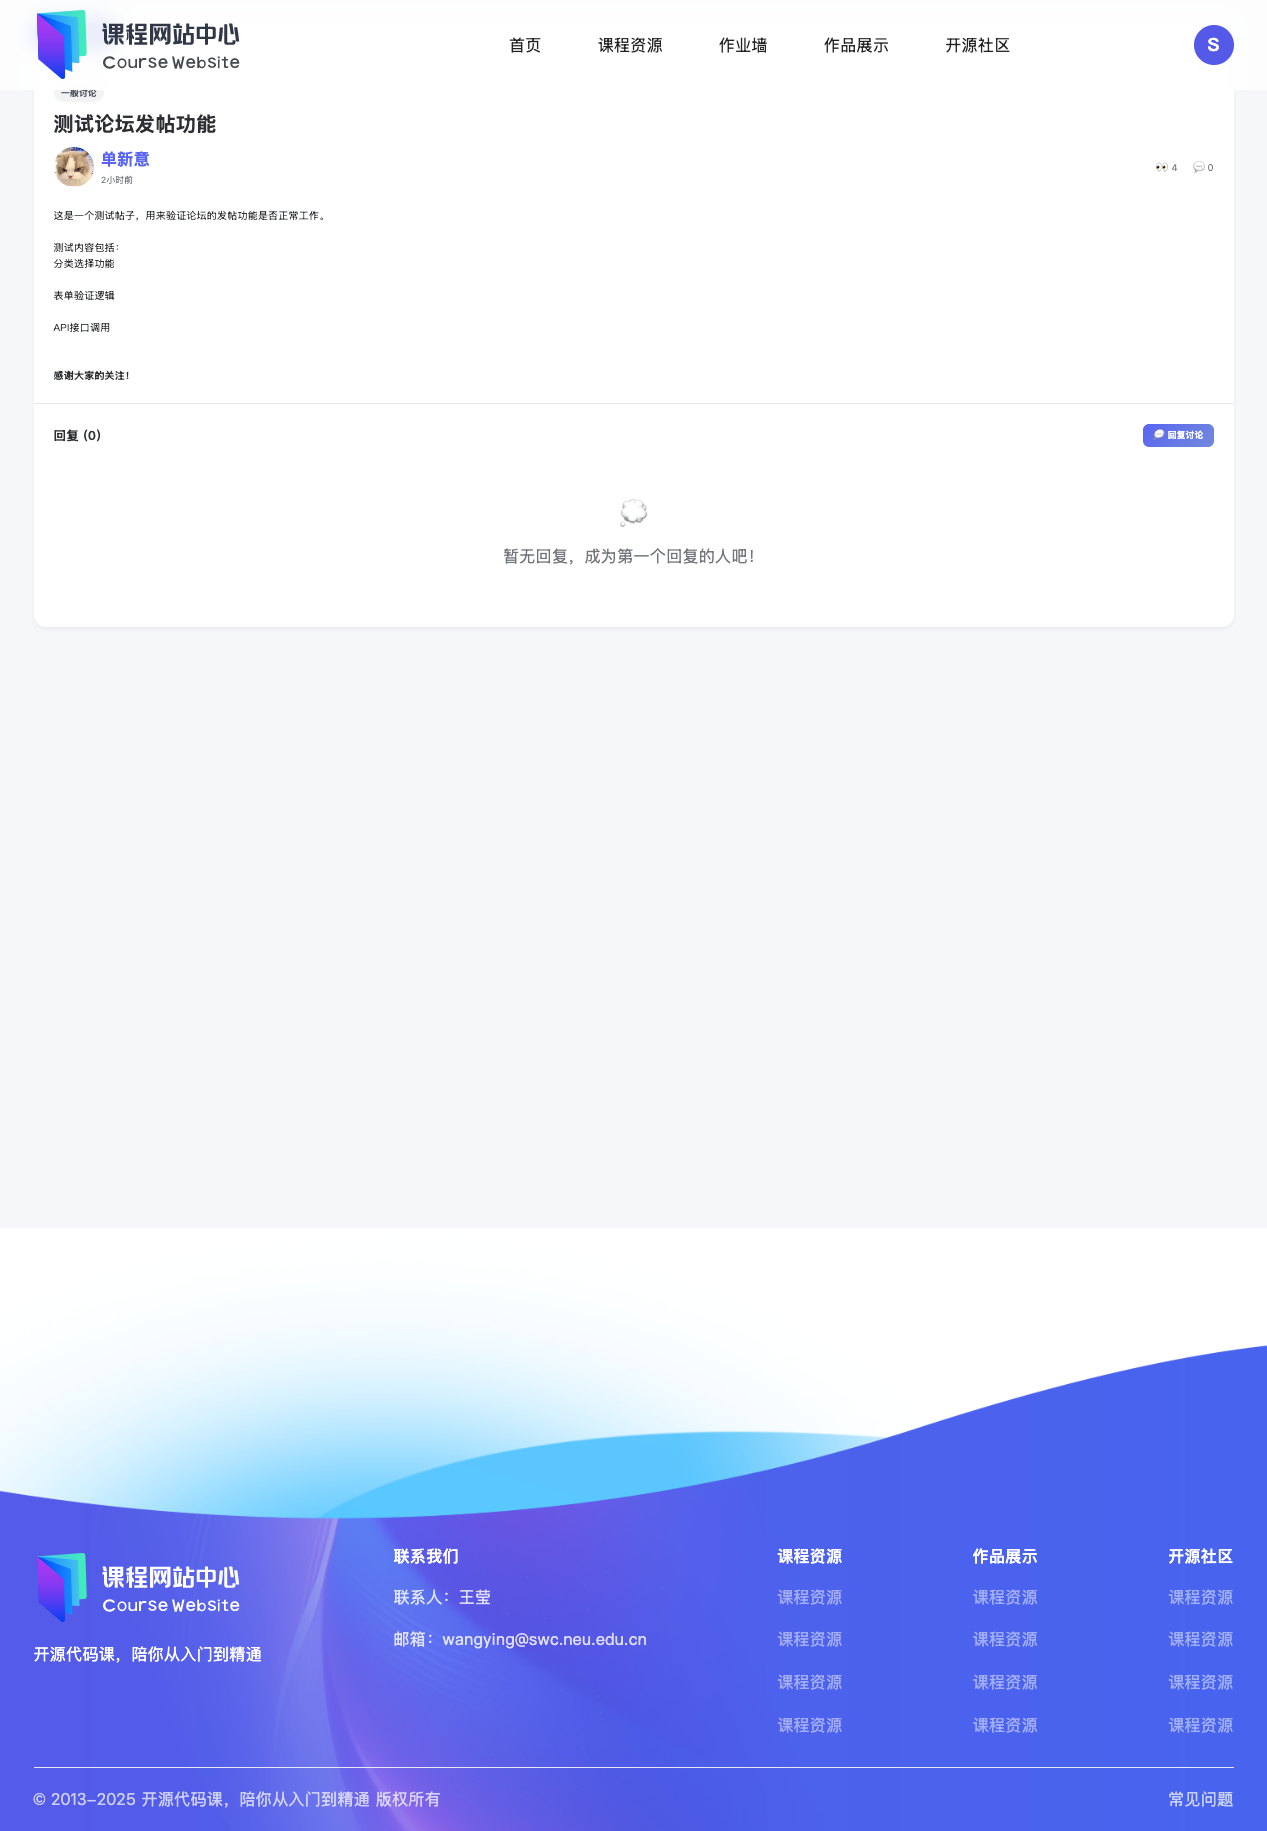 课程网站中心
Course Website
首页 课程资源 作业墙 作品展示 开源社区 S
一般讨论
测试论坛发帖功能
单新意
2小时前
4 0
这是一个测试帖子，用来验证论坛的发帖功能是否正常工作。
测试内容包括：
分类选择功能
表单验证逻辑
API接口调用
感谢大家的关注！
回复 (0)
回复讨论
暂无回复，成为第一个回复的人吧！
课程网站中心
Course Website
开源代码课，陪你从入门到精通
联系我们
联系人：王莹
邮箱：wangying@swc.neu.edu.cn
课程资源
课程资源
课程资源
课程资源
课程资源
作品展示
课程资源
课程资源
课程资源
课程资源
开源社区
课程资源
课程资源
课程资源
课程资源
© 2013-2025 开源代码课，陪你从入门到精通 版权所有
常见问题